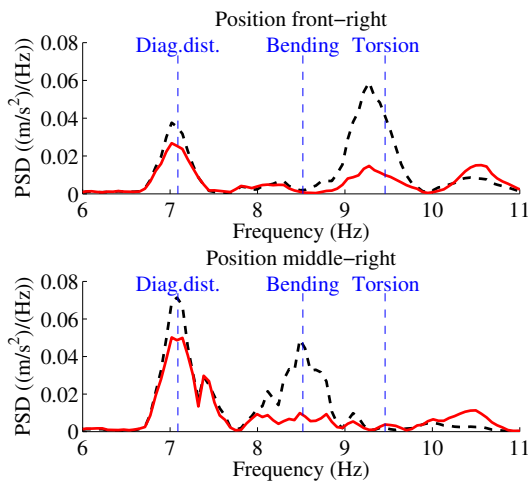 Position front−right
Diag.dist. Bending Torsion
PSD ((m/s²)/(Hz))
0.08
0.06
0.04
0.02
0
6 7 8 9 10 11
Frequency (Hz)
Position middle−right
Diag.dist. Bending Torsion
PSD ((m/s²)/(Hz))
0.08
0.06
0.04
0.02
0
6 7 8 9 10 11
Frequency (Hz)